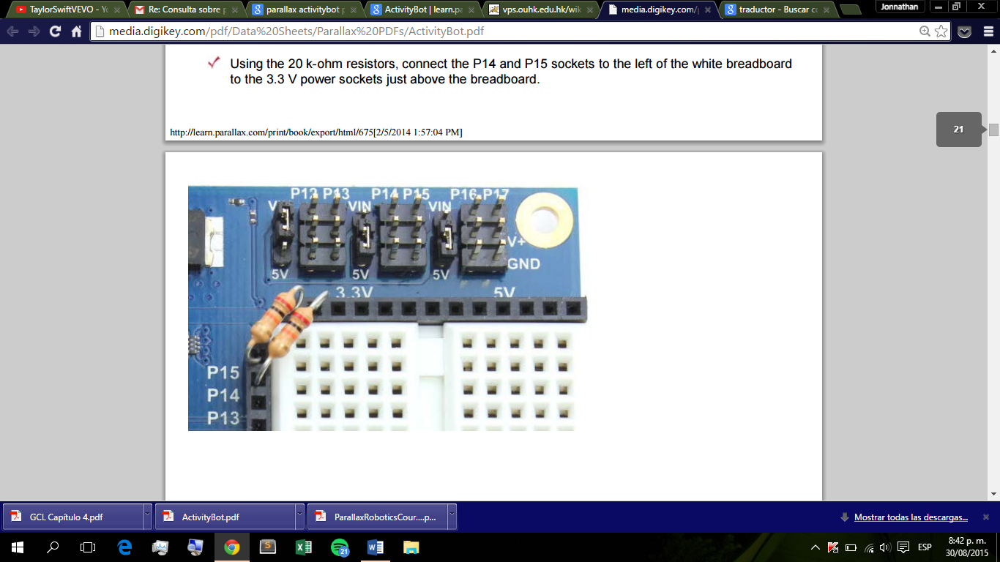 TaylorSwiftVEVO - Yo
Re: Consulta sobre p
parallax activitybot p
ActivityBot | learn.pa
vps.ouhk.edu.hk/wik
media.digikey.com/p
traductor - Buscar co
Jonnathan
media.digikey.com/pdf/Data%20Sheets/Parallax%20PDFs/ActivityBot.pdf
Using the 20 k-ohm resistors, connect the P14 and P15 sockets to the left of the white breadboard
to the 3.3 V power sockets just above the breadboard.
http://learn.parallax.com/print/book/export/html/675[2/5/2014 1:57:04 PM]
21
P12 P13 P14 P15 P16 P17
VIN VIN
V+
GND
5V 5V 5V
3.3V 5V
P15
P14
P13
GCL Capítulo 4.pdf
ActivityBot.pdf
ParallaxRoboticsCour....p...
Mostrar todas las descargas...
21
ESP
8:42 p. m.
30/08/2015